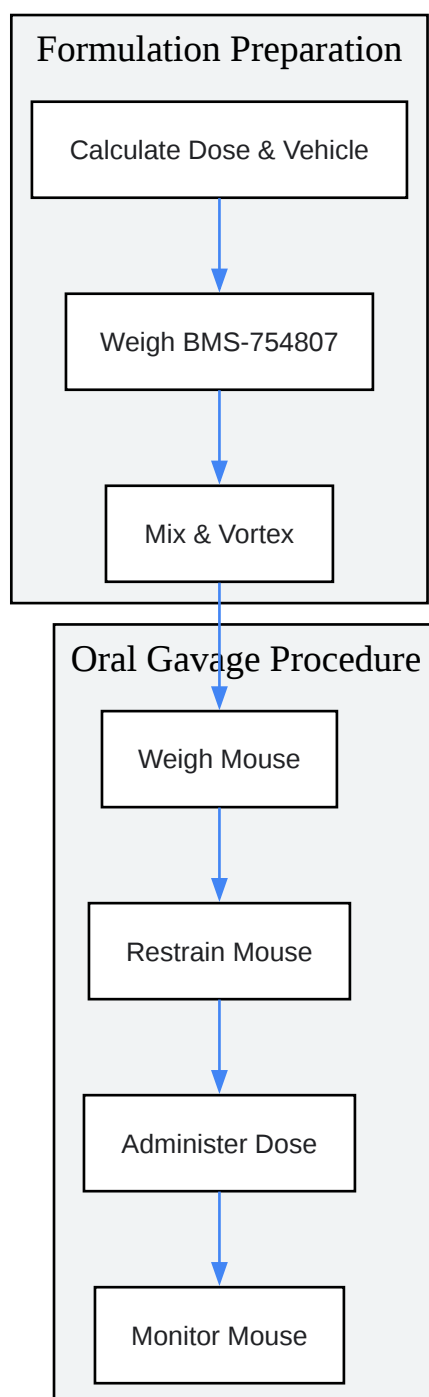 Formulation Preparation
Calculate Dose & Vehicle
Weigh BMS-754807
Mix & Vortex
Oral Gavage Procedure
Weigh Mouse
Restrain Mouse
Administer Dose
Monitor Mouse